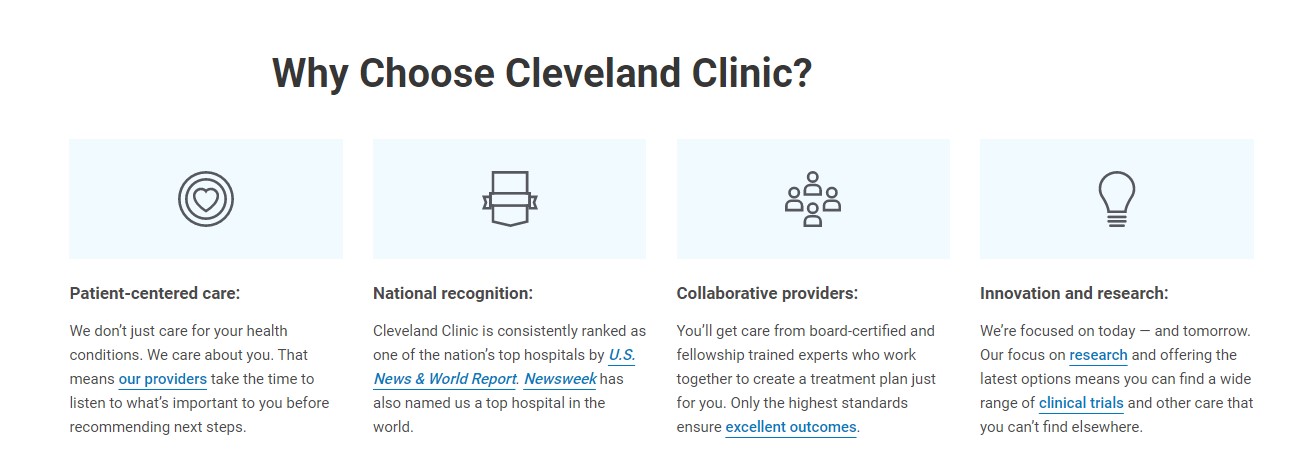 Why Choose Cleveland Clinic?
Patient-centered care:
We don’t just care for your health
conditions. We care about you. That
means our providers take the time to
listen to what’s important to you before
recommending next steps.
National recognition:
Cleveland Clinic is consistently ranked as
one of the nation’s top hospitals by U.S.
News & World Report. Newsweek has
also named us a top hospital in the
world.
Collaborative providers:
You’ll get care from board-certified and
fellowship trained experts who work
together to create a treatment plan just
for you. Only the highest standards
ensure excellent outcomes.
Innovation and research:
We’re focused on today — and tomorrow.
Our focus on research and offering the
latest options means you can find a wide
range of clinical trials and other care that
you can’t find elsewhere.